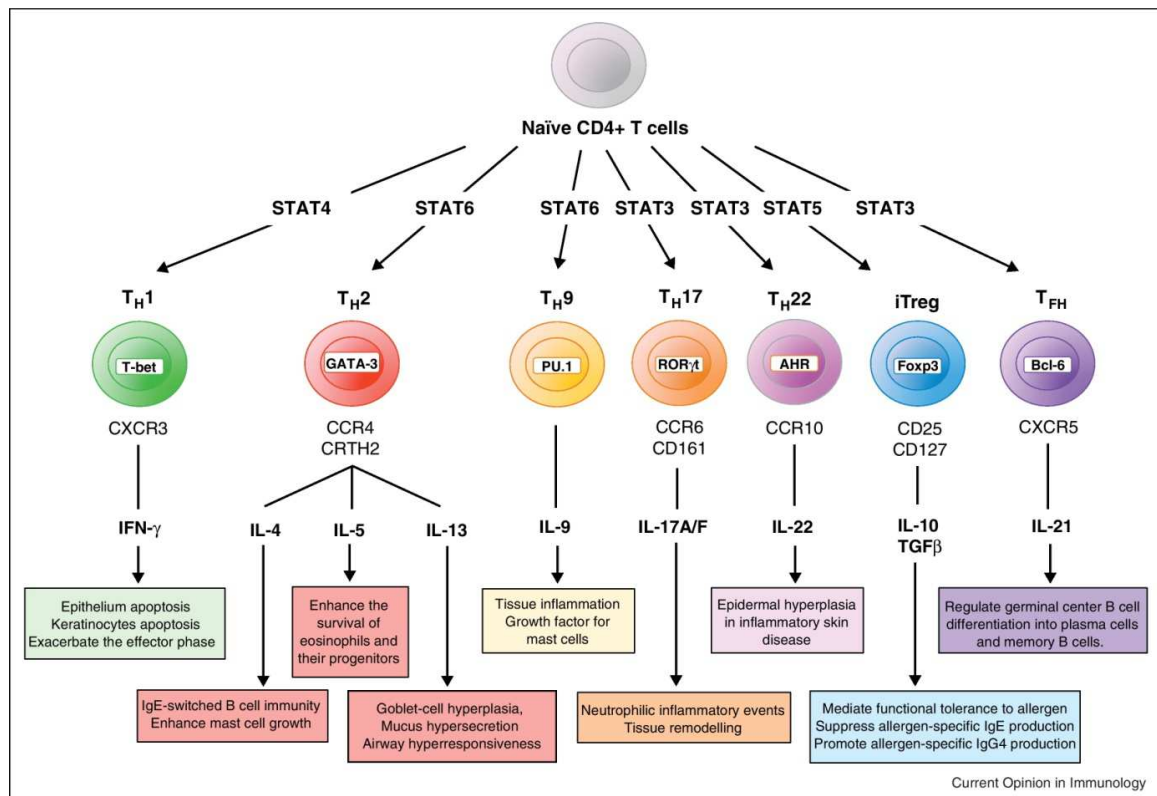 Naïve CD4+ T cells
STAT4
STAT6
STAT6
STAT3
STAT3
STAT5
STAT3
TH1
TH2
TH9
TH17
TH22
iTreg
TFH
T-bet
GATA-3
PU.1
RORγt
AHR
Foxp3
Bcl-6
CXCR3
CCR4
CRTH2
CCR6
CD161
CCR10
CD25
CD127
CXCR5
IFN-γ
IL-4
IL-5
IL-13
IL-9
IL-17A/F
IL-22
IL-10
TGFβ
IL-21
Epithelium apoptosis
Keratinocytes apoptosis
Exacerbate the effector phase
Enhance the
survival of
eosinophils and
their progenitors
Tissue inflammation
Growth factor for
mast cells
Epidermal hyperplasia
in inflammatory skin
disease
Regulate germinal center B cell
differentiation into plasma cells
and memory B cells.
IgE-switched B cell immunity
Enhance mast cell growth
Goblet-cell hyperplasia,
Mucus hypersecretion
Airway hyperresponsiveness
Neutrophilic inflammatory events
Tissue remodelling
Mediate functional tolerance to allergen
Suppress allergen-specific IgE production
Promote allergen-specific IgG4 production
Current Opinion in Immunology